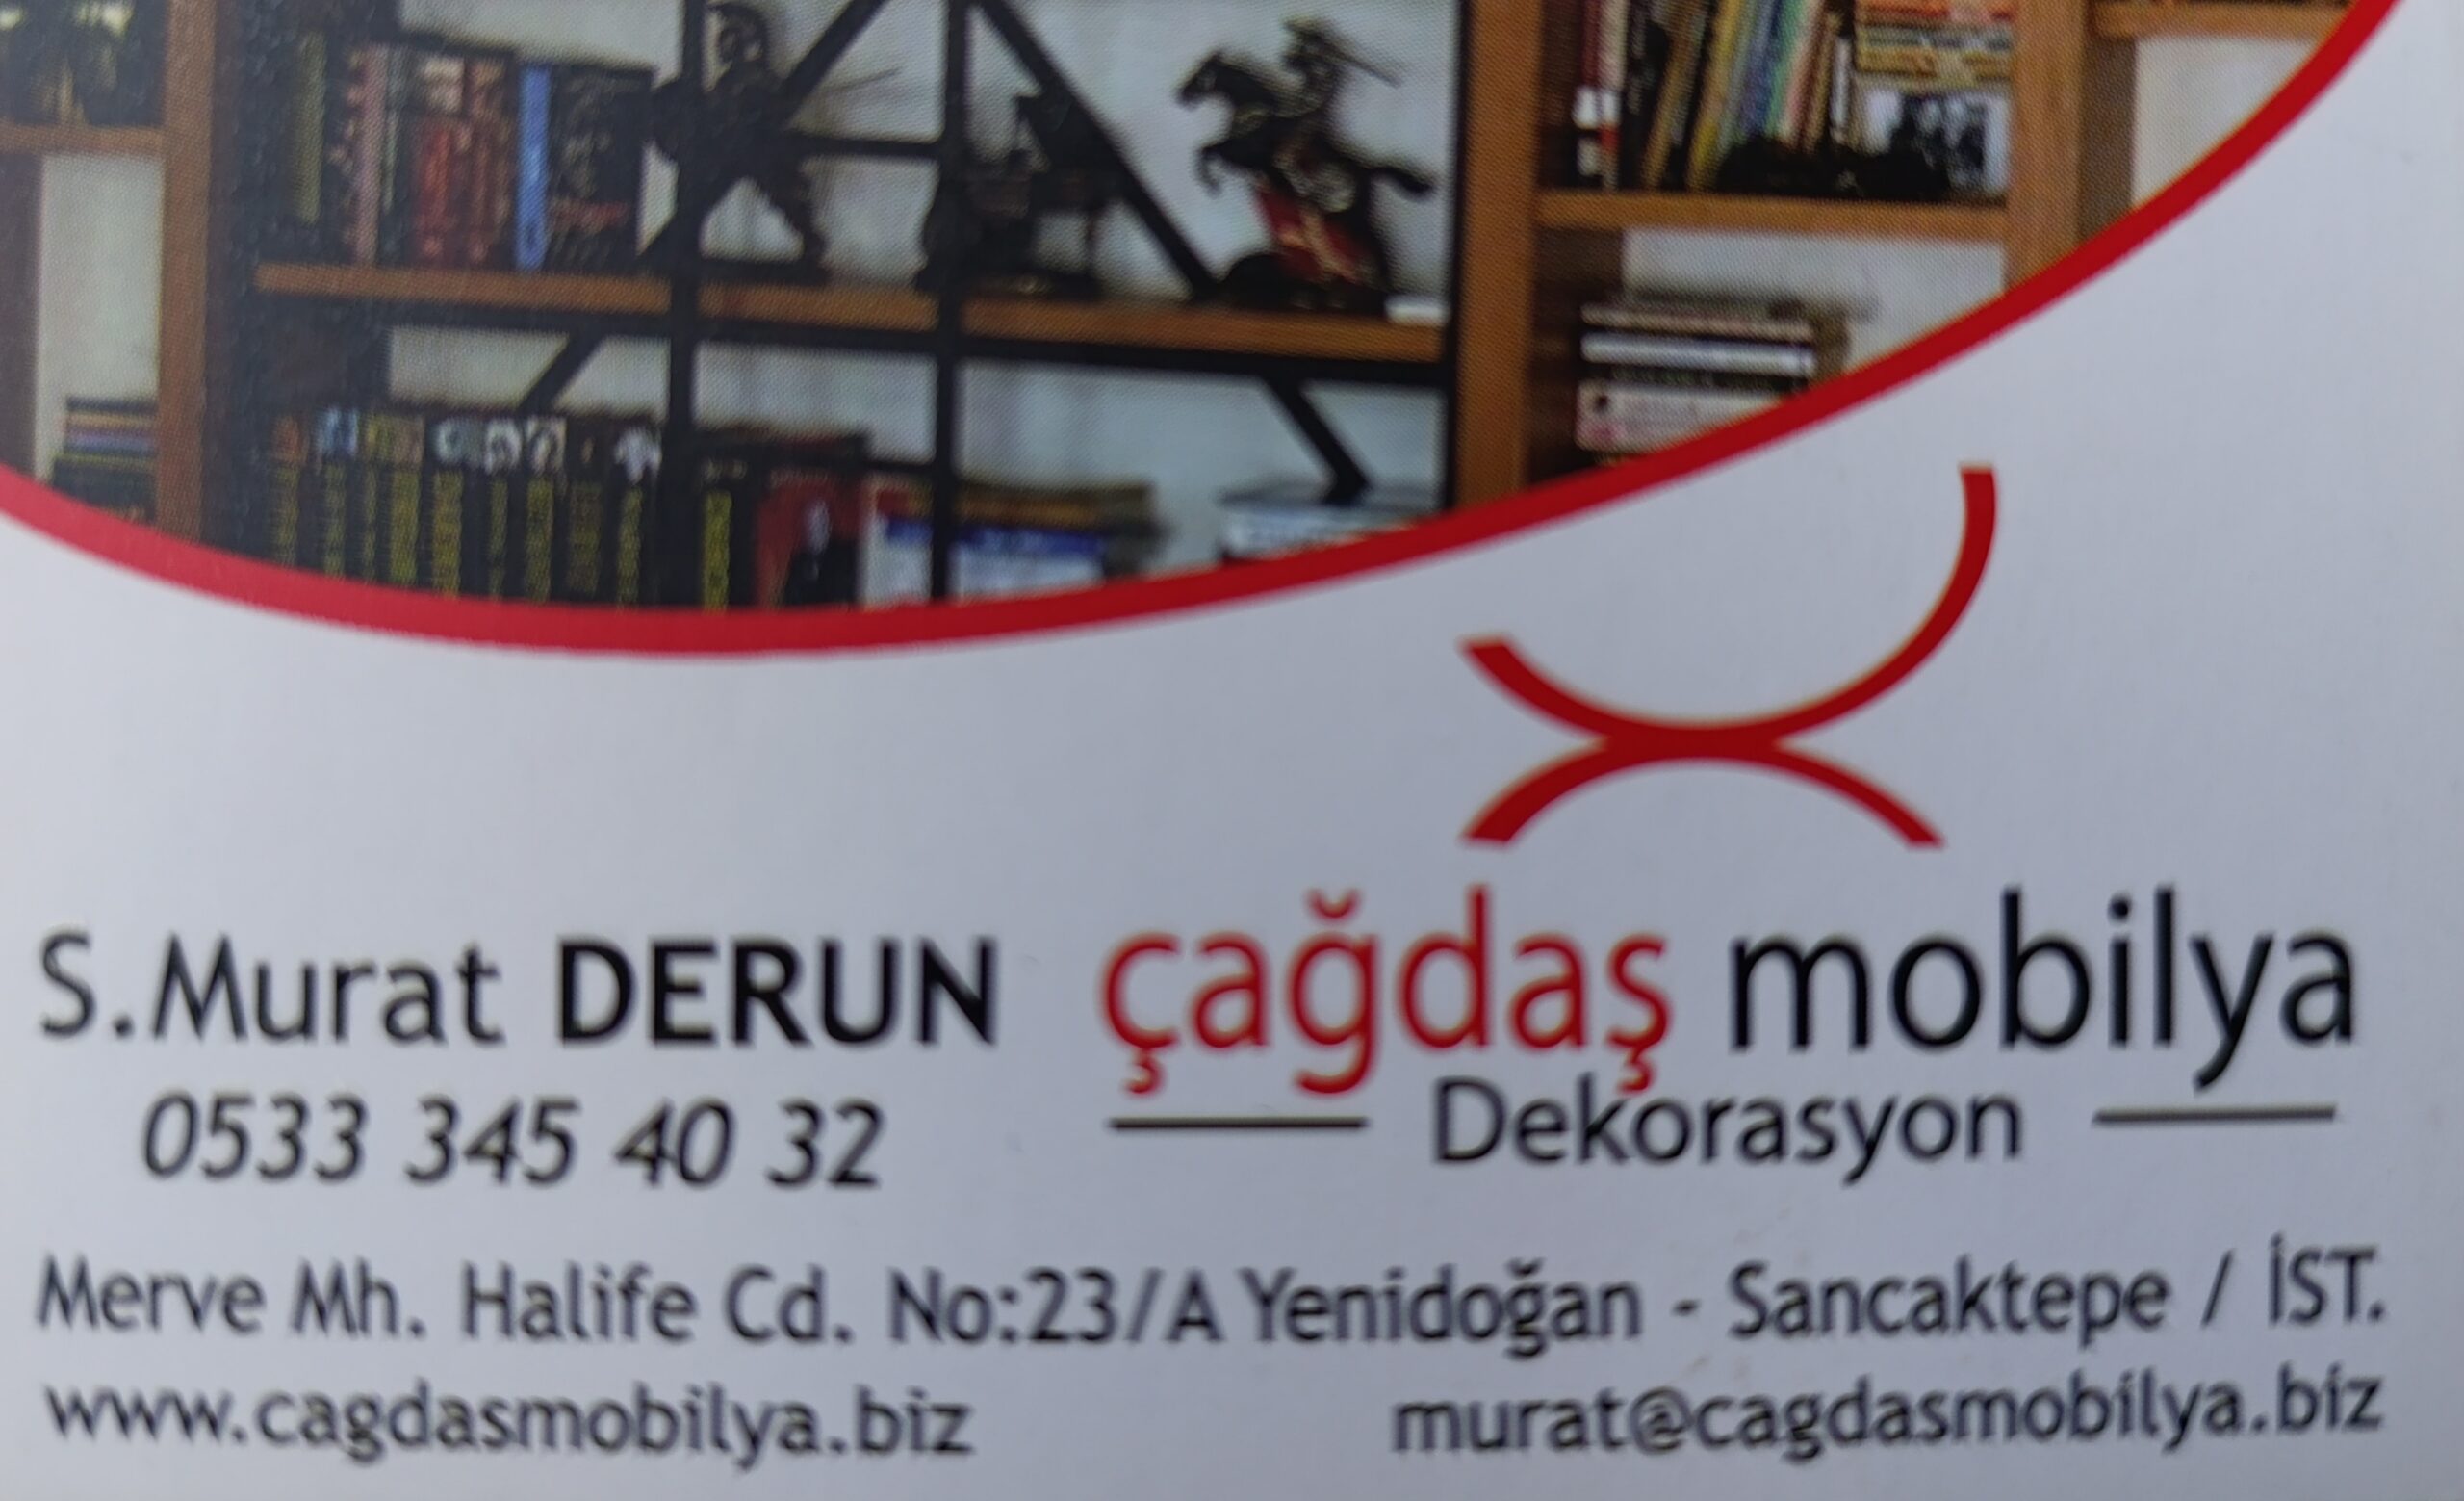 S.Murat DERUN
0533 345 40 32
çağdaş mobilya
Dekorasyon
Merve Mh. Halife Cd. No:23/A Yenidoğan - Sancaktepe / İST.
www.cagdasmobilya.biz
murat@cagdasmobilya.biz